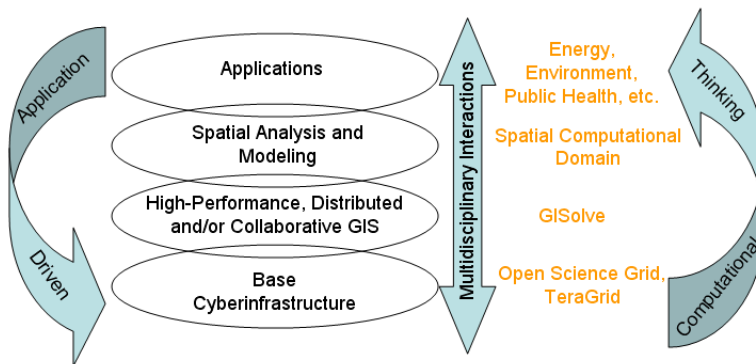 Application
Driven
Applications
Spatial Analysis and
Modeling
High-Performance, Distributed
and/or Collaborative GIS
Base
Cyberinfrastructure
Multidisciplinary Interactions
Energy,
Environment,
Public Health, etc.
Spatial Computational
Domain
GISolve
Open Science Grid,
TeraGrid
Computational
Thinking